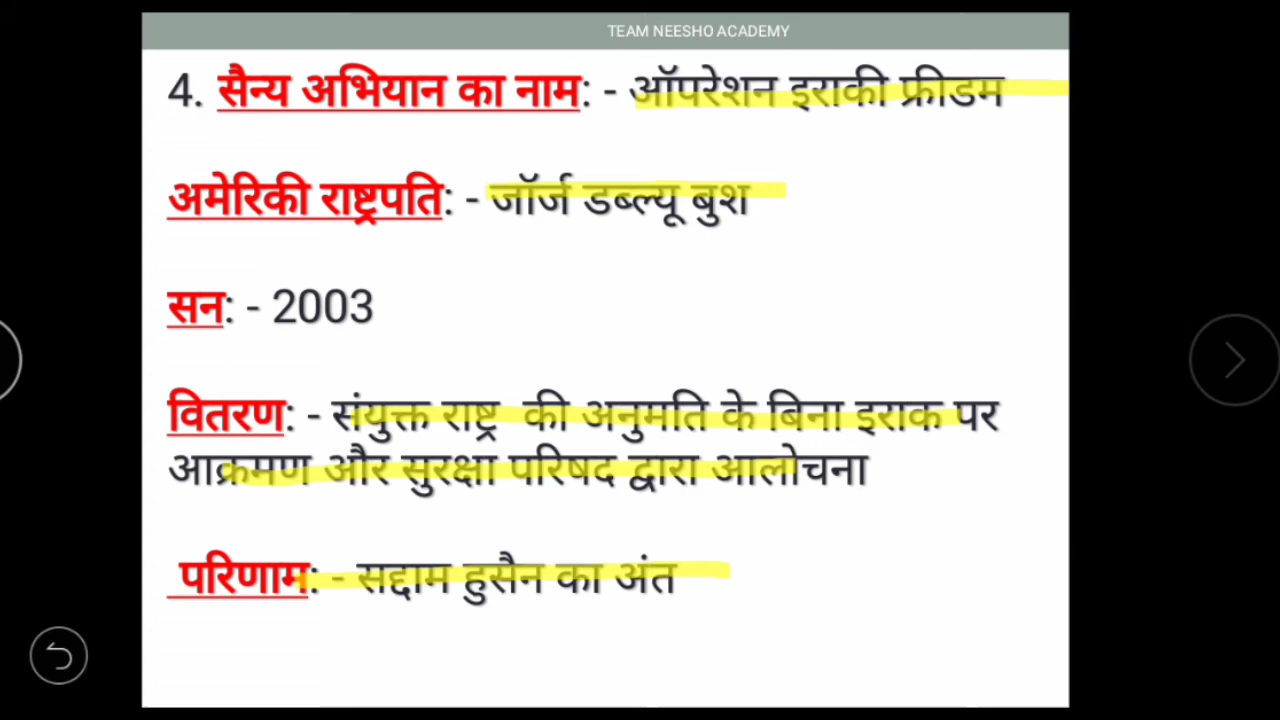 TEAM NEESHO ACADEMY
4. सैन्य अभियान का नाम: - ऑपरेशन इराकी फ्रीडम
अमेरिकी राष्ट्रपति: - जॉर्ज डब्ल्यू बुश
सन: - 2003
वितरण: - संयुक्त राष्ट्र की अनुमति के बिना इराक पर
आक्रमण और सुरक्षा परिषद द्वारा आलोचना
परिणाम: - सद्दाम हुसैन का अंत